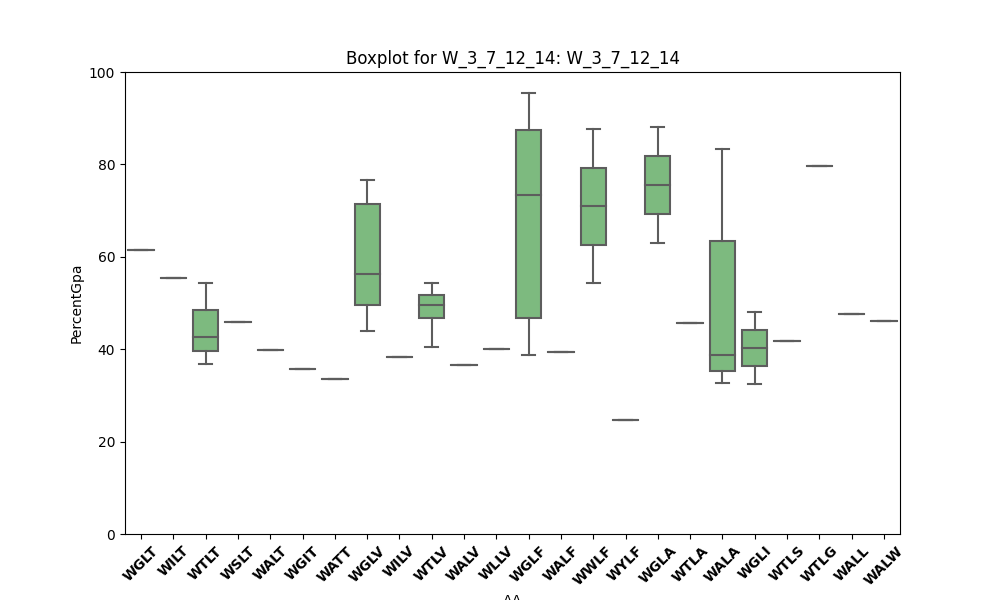 Boxplot for W_3_7_12_14: W_3_7_12_14
100
80
60
40
20
0
PercentGpa
WGLT WILT WTLT WSLT WALT WGIT WATT WGLV WILV WTLV WALV WLLV WGLF WALF WWLF WYLF WGLA WTLA WALA WGLI WTLS WTLG WALL WALW
AA